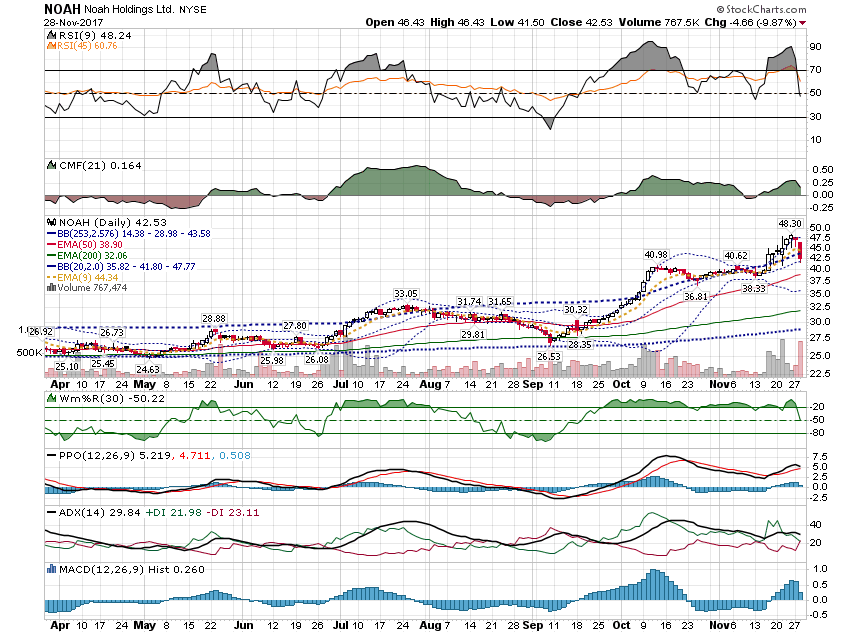 NOAH Noah Holdings Ltd. NYSE © StockCharts.com
28-Nov-2017 Open 46.43 High 46.43 Low 41.50 Close 42.53 Volume 767.5K Chg -4.66 (-9.87%)
RSI(9) 48.24
RSI(45) 60.76
90
70
50
30
10
CMF(21) 0.164
0.50
0.25
0.00
-0.25
NOAH (Daily) 42.53
BB(253,2.576) 14.38 - 28.98 - 43.58
EMA(50) 38.90
EMA(200) 32.06
BB(20,2.0) 35.82 - 41.80 - 47.77
EMA(9) 44.34
Volume 767,474
48.30
50.0
47.5
45.0
42.5
40.0
37.5
35.0
32.5
30.0
27.5
25.0
22.5
40.98
40.62
36.81
38.33
33.05
31.74
31.65
30.32
28.88
27.80
26.92
26.73
29.81
28.35
26.53
25.10
25.45
24.63
25.98
26.08
500K
Apr 10 17 24 May 8 15 22 Jun 12 19 26 Jul 10 17 24 Aug 7 14 21 28 Sep 11 18 25 Oct 9 16 23 Nov 6 13 20 27
Wm%R(30) -50.22
-20
-50
-80
PPO(12,26,9) 5.219, 4.711, 0.508
7.5
5.0
2.5
0.0
-2.5
ADX(14) 29.84 +DI 21.98 -DI 23.11
40
20
MACD(12,26,9) Hist 0.260
1.0
0.5
0.0
-0.5
Apr 10 17 24 May 8 15 22 Jun 12 19 26 Jul 10 17 24 Aug 7 14 21 28 Sep 11 18 25 Oct 9 16 23 Nov 6 13 20 27